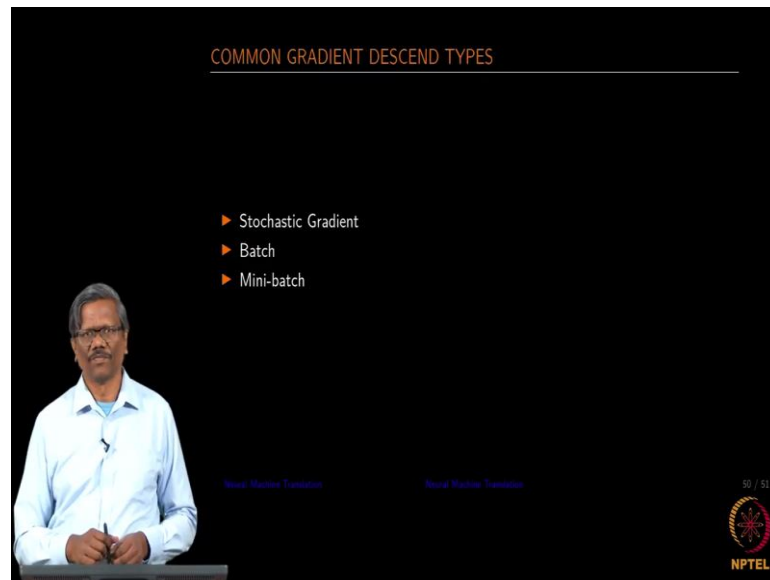 COMMON GRADIENT DESCEND TYPES
▶ Stochastic Gradient
▶ Batch
▶ Mini-batch
Neural Machine Translation Neural Machine Translation 50 / 51
NPTEL